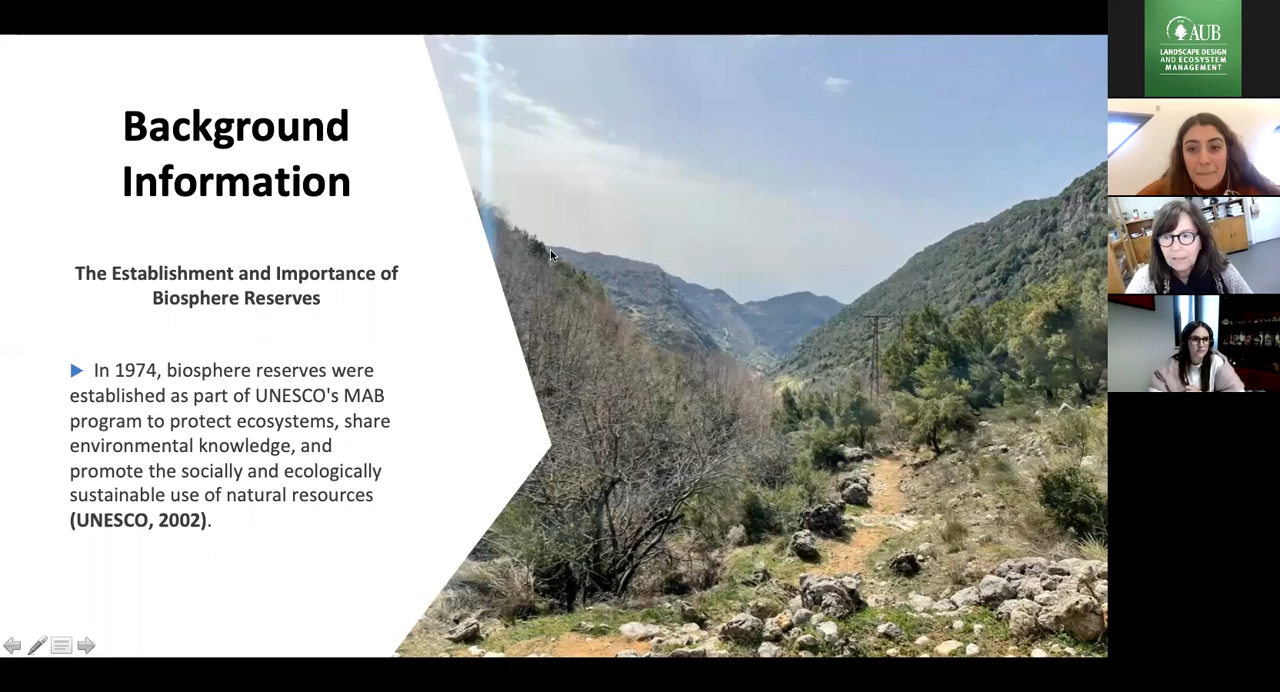 Background
Information
The Establishment and Importance of
Biosphere Reserves
In 1974, biosphere reserves were
established as part of UNESCO's MAB
program to protect ecosystems, share
environmental knowledge, and
promote the socially and ecologically
sustainable use of natural resources
(UNESCO, 2002).
AUB
LANDSCAPE DESIGN
AND ECOSYSTEM
MANAGEMENT